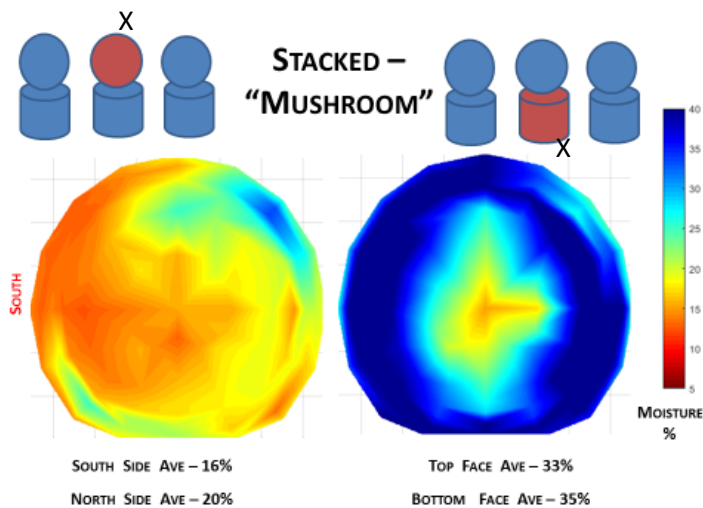 X
STACKED –
“MUSHROOM”
X
40
35
30
25
20
15
10
5
SOUTH
MOISTURE
%
SOUTH SIDE AVE – 16%
NORTH SIDE AVE – 20%
TOP FACE AVE – 33%
BOTTOM FACE AVE – 35%